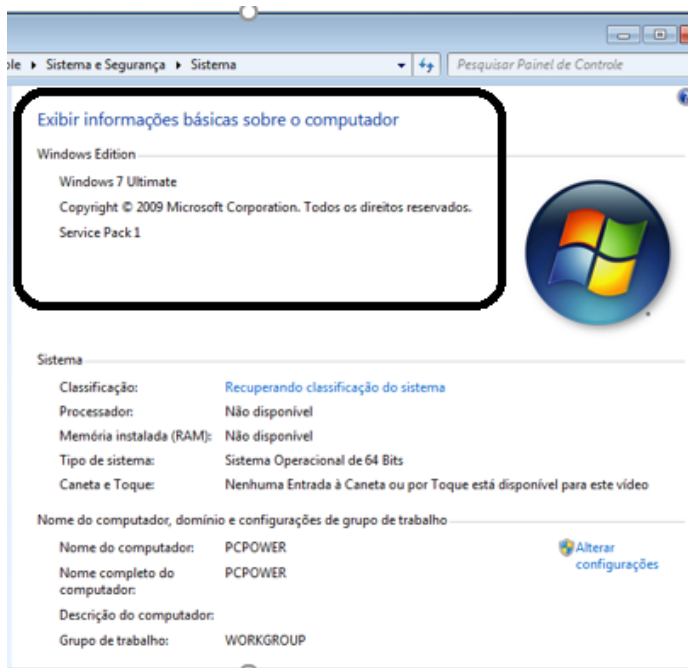 Sistema e Segurança Sistema Pesquisar Painel de Controle
Exibir informações básicas sobre o computador
Windows Edition
Windows 7 Ultimate
Copyright © 2009 Microsoft Corporation. Todos os direitos reservados.
Service Pack 1
Sistema
Classificação: Recuperando classificação do sistema
Processador: Não disponível
Memória instalada (RAM): Não disponível
Tipo de sistema: Sistema Operacional de 64 Bits
Caneta e Toque: Nenhuma Entrada à Caneta ou por Toque está disponível para este vídeo
Nome do computador, domínio e configurações de grupo de trabalho
Nome do computador: PCPOWER
Alterar
configurações
Nome completo do
computador: PCPOWER
Descrição do computador:
Grupo de trabalho: WORKGROUP